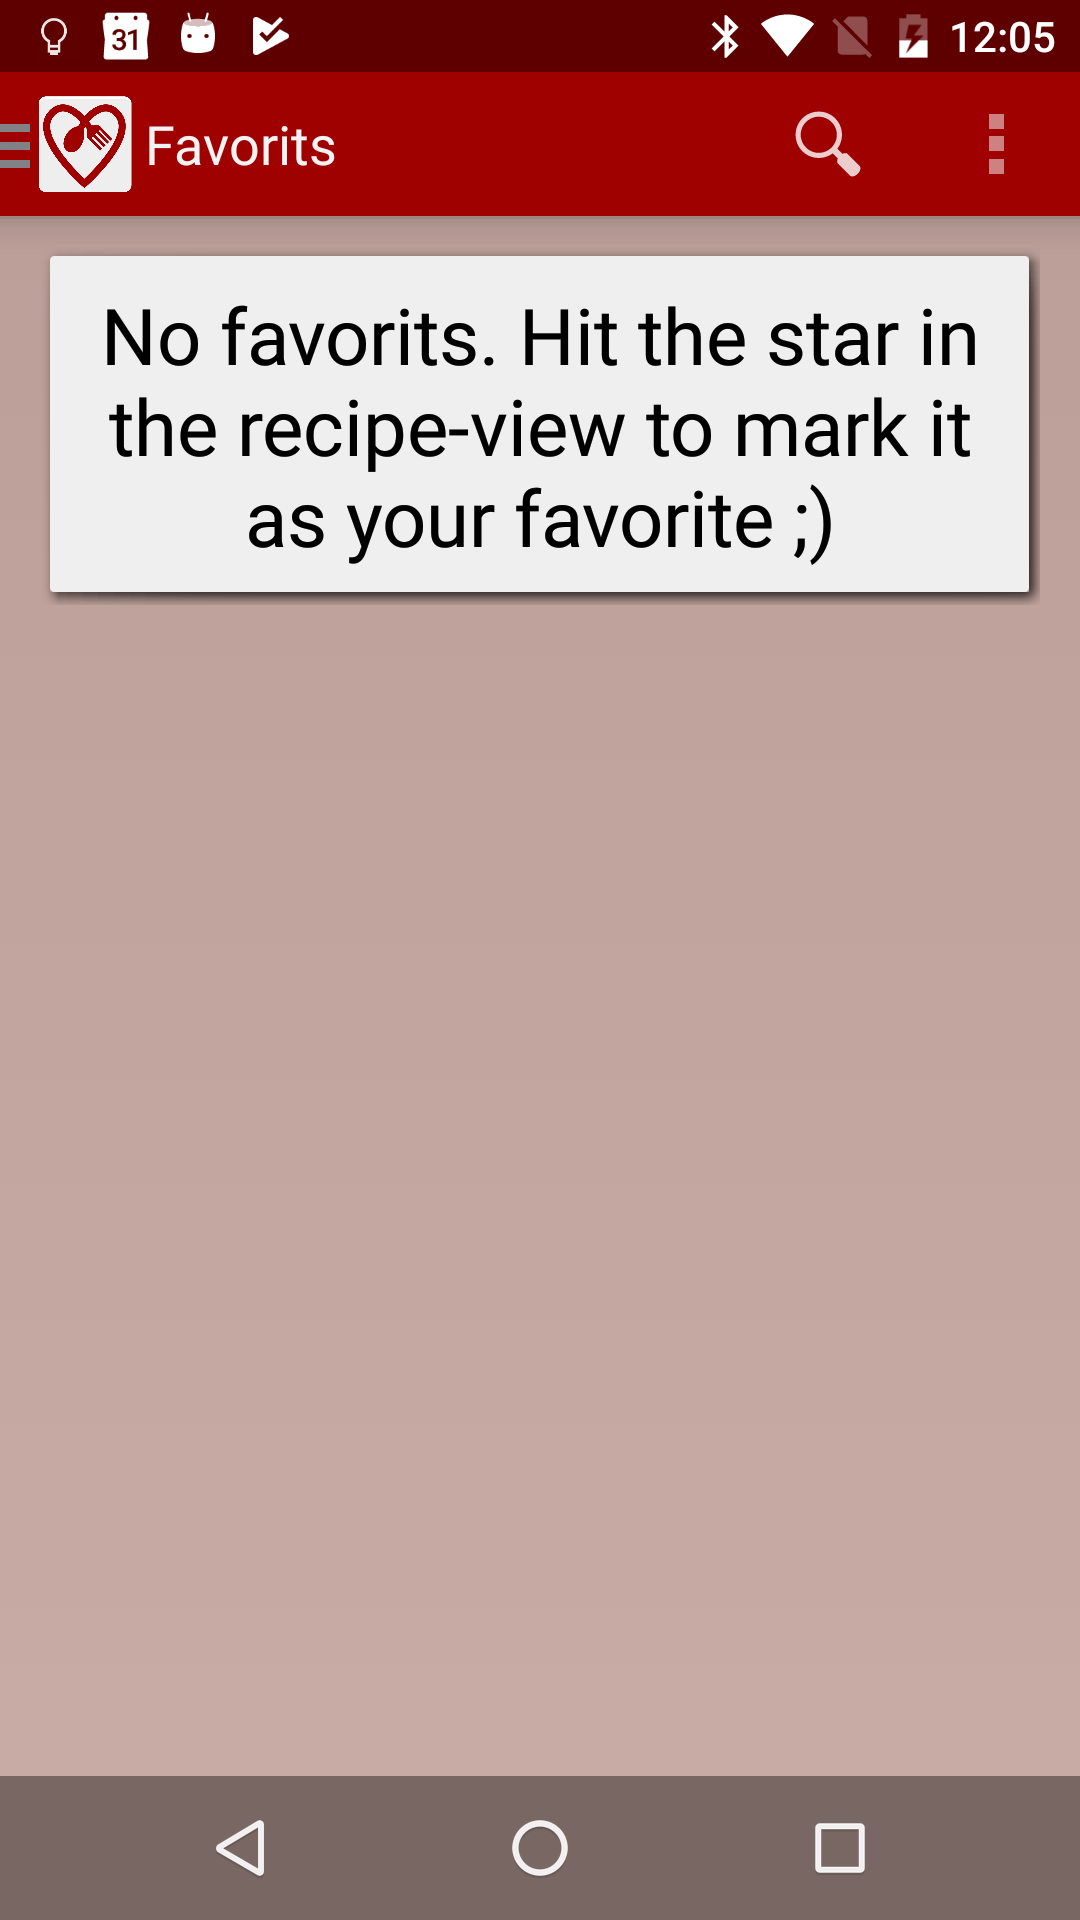 31 12:05
Favorits
No favorits. Hit the star in
the recipe-view to mark it
as your favorite ;)